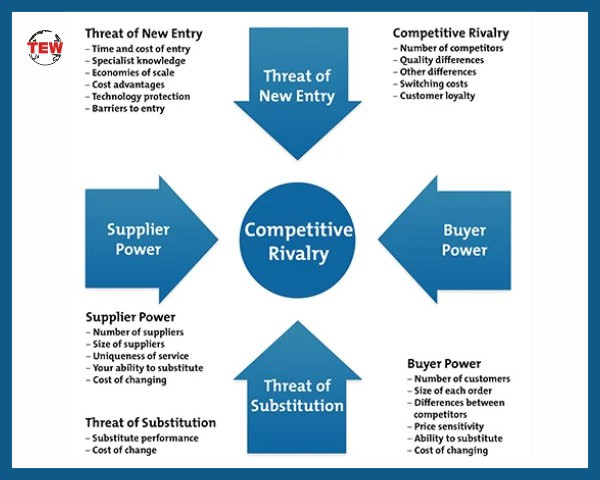 TEW
Threat of New Entry
– Time and cost of entry
– Specialist knowledge
– Economies of scale
– Cost advantages
– Technology protection
– Barriers to entry
Threat of
New Entry
Competitive Rivalry
– Number of competitors
– Quality differences
– Other differences
– Switching costs
– Customer loyalty
Supplier
Power
Competitive
Rivalry
Buyer
Power
Supplier Power
– Number of suppliers
– Size of suppliers
– Uniqueness of service
– Your ability to substitute
– Cost of changing
Threat of Substitution
– Substitute performance
– Cost of change
Threat of
Substitution
Buyer Power
– Number of customers
– Size of each order
– Differences between
competitors
– Price sensitivity
– Ability to substitute
– Cost of changing